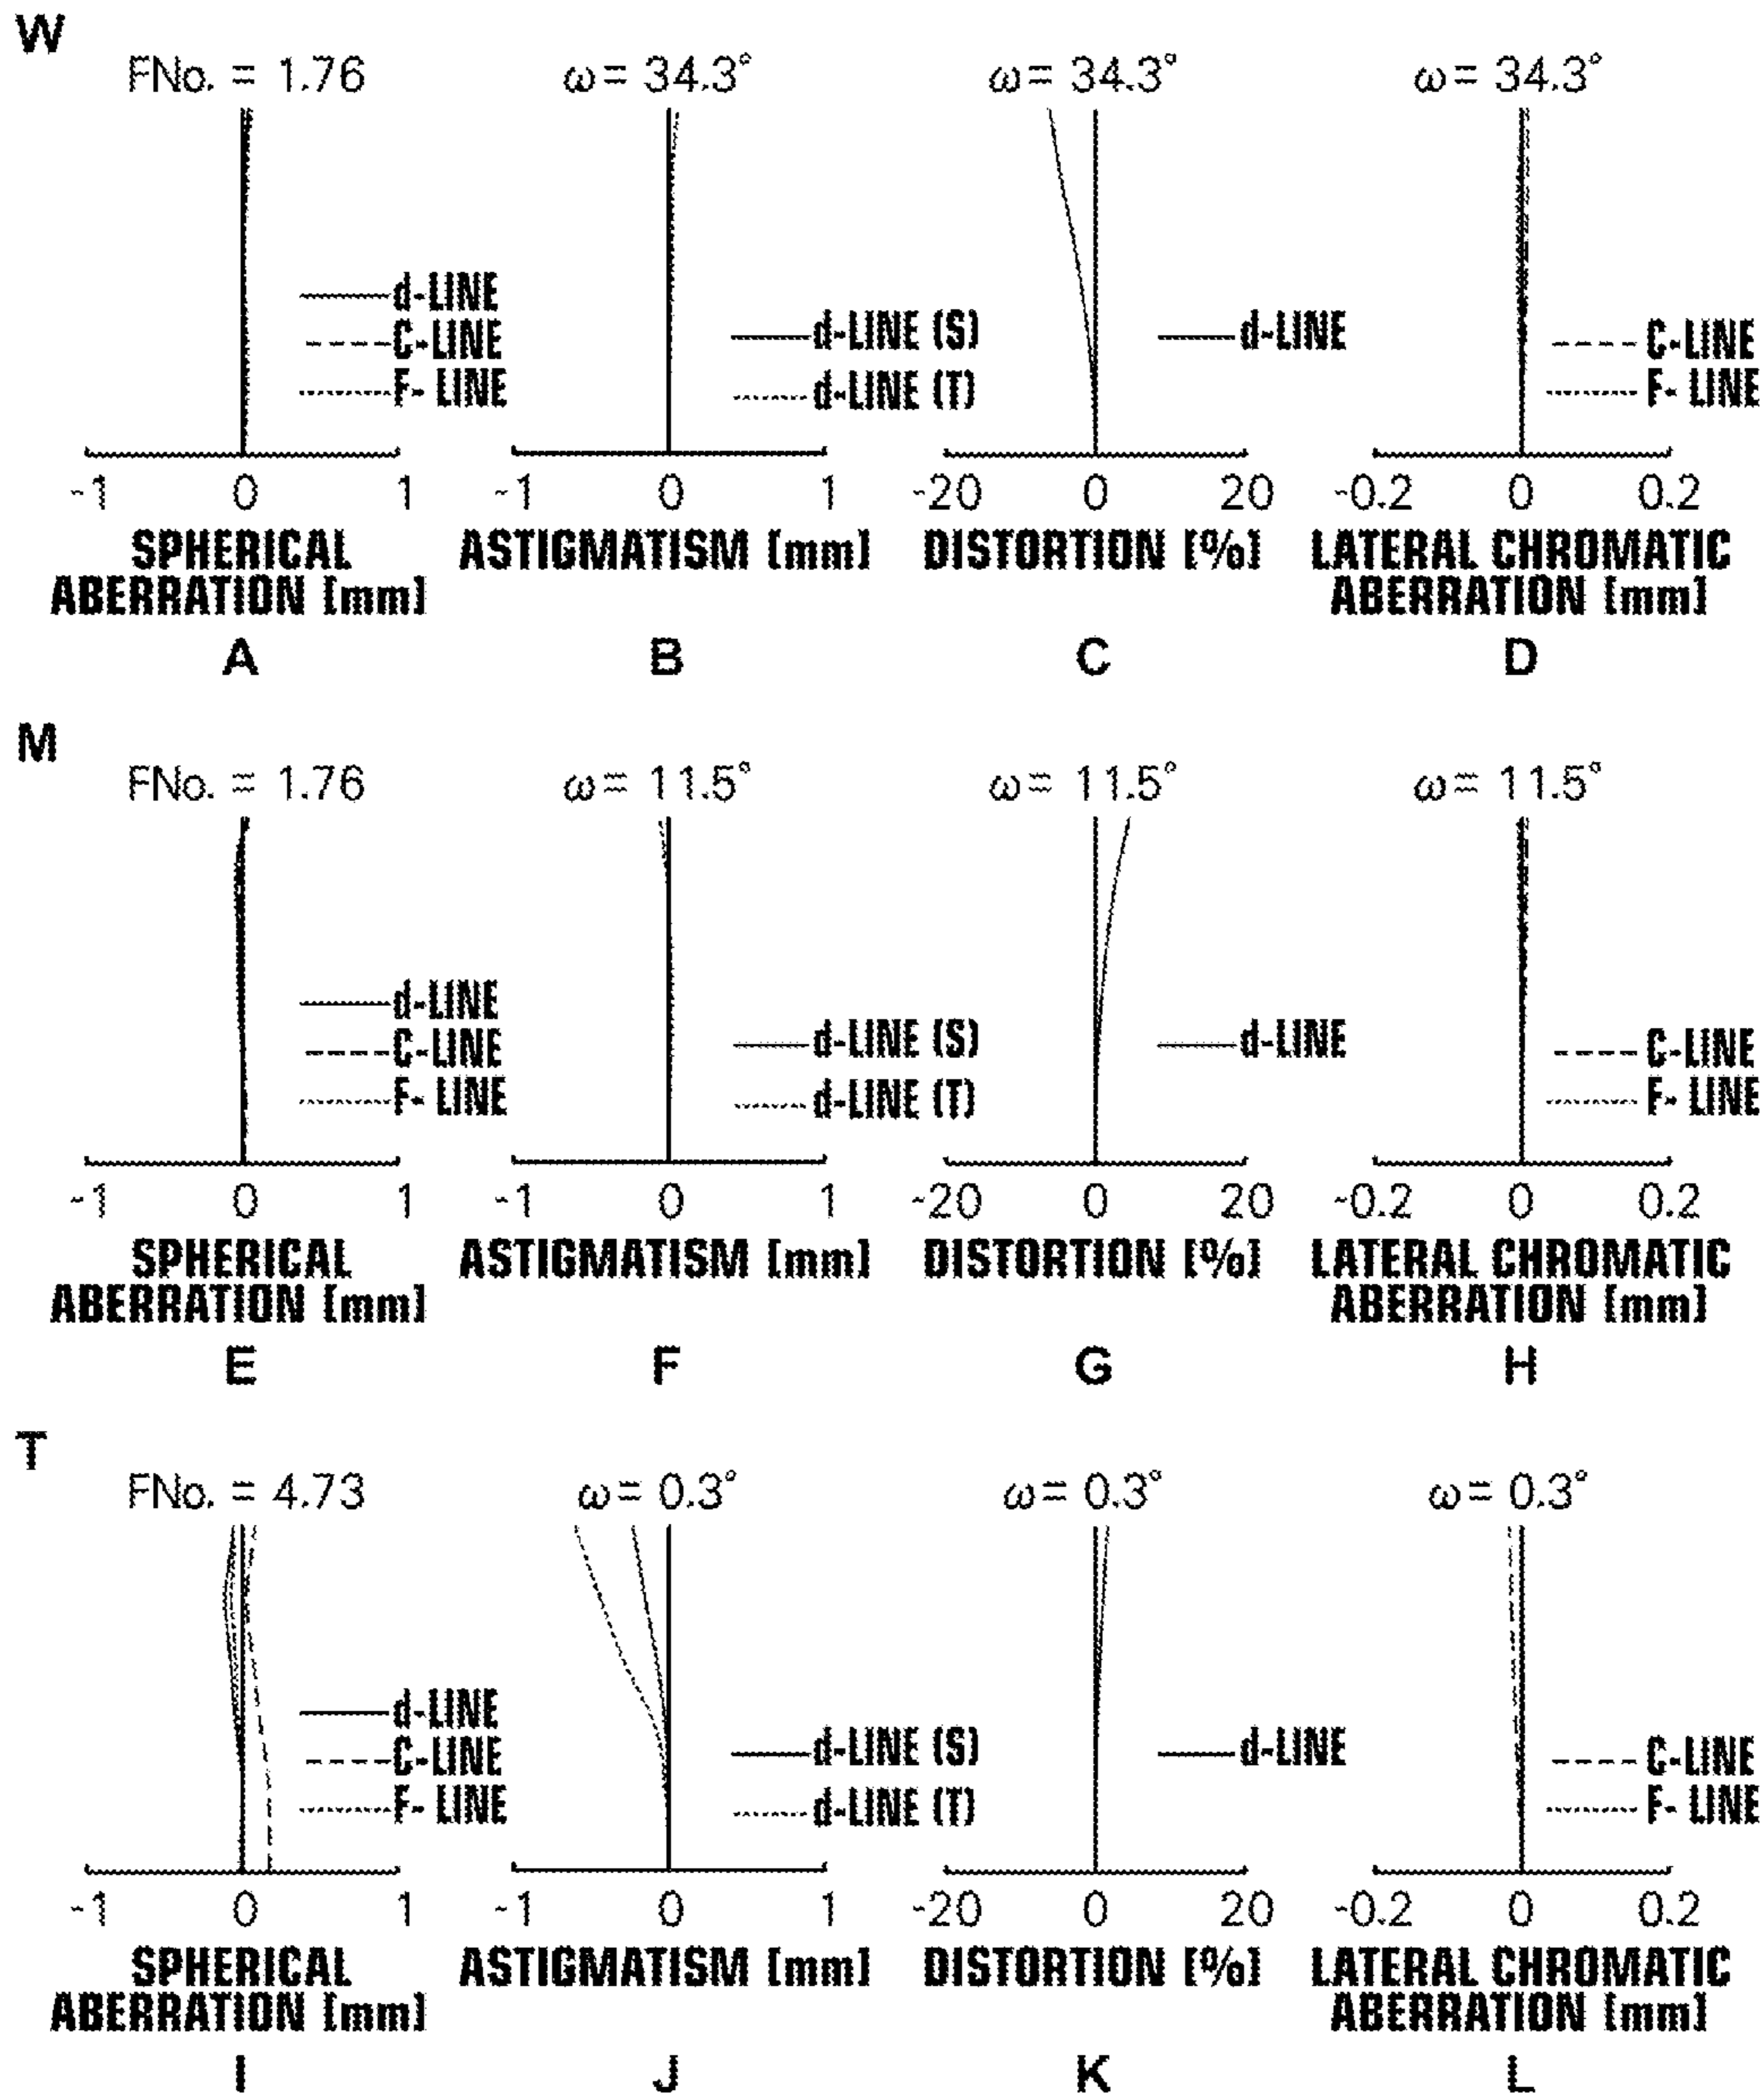 W
FNo. = 1.76
ω= 34.3°
ω= 34.3°
ω= 34.3°
d-LINE
C-LINE
F- LINE
d-LINE (S)
d-LINE (T)
d-LINE
C-LINE
F- LINE
-1 0 1
-1 0 1
-20 0 20
-0.2 0 0.2
SPHERICAL
ABERRATION [mm]
ASTIGMATISM [mm]
DISTORTION [%]
LATERAL CHROMATIC
ABERRATION [mm]
A
B
C
D
M
FNo. = 1.76
ω= 11.5°
ω= 11.5°
ω= 11.5°
d-LINE
C-LINE
F- LINE
d-LINE (S)
d-LINE (T)
d-LINE
C-LINE
F- LINE
-1 0 1
-1 0 1
-20 0 20
-0.2 0 0.2
SPHERICAL
ABERRATION [mm]
ASTIGMATISM [mm]
DISTORTION [%]
LATERAL CHROMATIC
ABERRATION [mm]
E
F
G
H
T
FNo. = 4.73
ω= 0.3°
ω= 0.3°
ω= 0.3°
d-LINE
C-LINE
F- LINE
d-LINE (S)
d-LINE (T)
d-LINE
C-LINE
F- LINE
-1 0 1
-1 0 1
-20 0 20
-0.2 0 0.2
SPHERICAL
ABERRATION [mm]
ASTIGMATISM [mm]
DISTORTION [%]
LATERAL CHROMATIC
ABERRATION [mm]
I
J
K
L